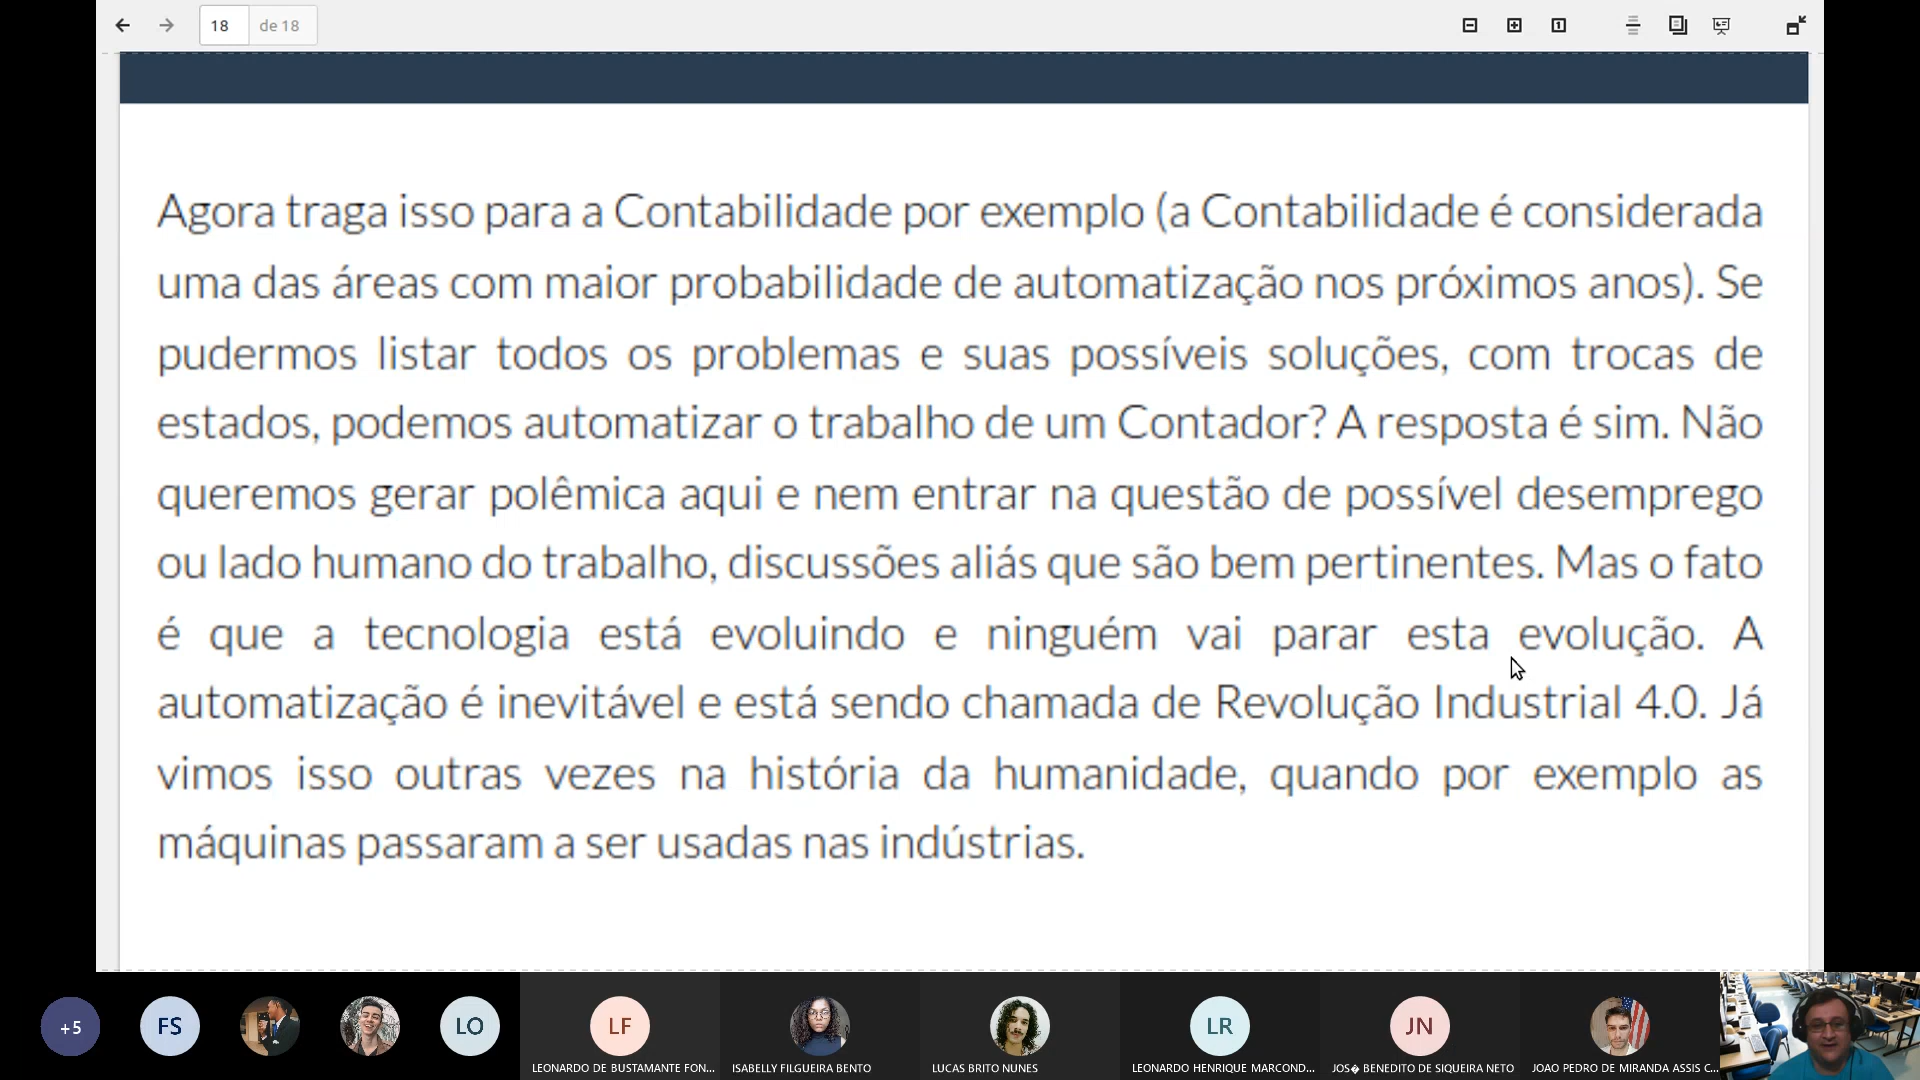 18 de 18
Agora traga isso para a Contabilidade por exemplo (a Contabilidade é considerada
uma das áreas com maior probabilidade de automatização nos próximos anos). Se
pudermos listar todos os problemas e suas possíveis soluções, com trocas de
estados, podemos automatizar o trabalho de um Contador? A resposta é sim. Não
queremos gerar polêmica aqui e nem entrar na questão de possível desemprego
ou lado humano do trabalho, discussões aliás que são bem pertinentes. Mas o fato
é que a tecnologia está evoluindo e ninguém vai parar esta evolução. A
automatização é inevitável e está sendo chamada de Revolução Industrial 4.0. Já
vimos isso outras vezes na história da humanidade, quando por exemplo as
máquinas passaram a ser usadas nas indústrias.
+5 FS LO LF LR JN
LEONARDO DE BUSTAMANTE FON... ISABELLY FILGUEIRA BENTO LUCAS BRITO NUNES LEONARDO HENRIQUE MARCOND... JOS� BENEDITO DE SIQUEIRA NETO JOAO PEDRO DE MIRANDA ASSIS C...